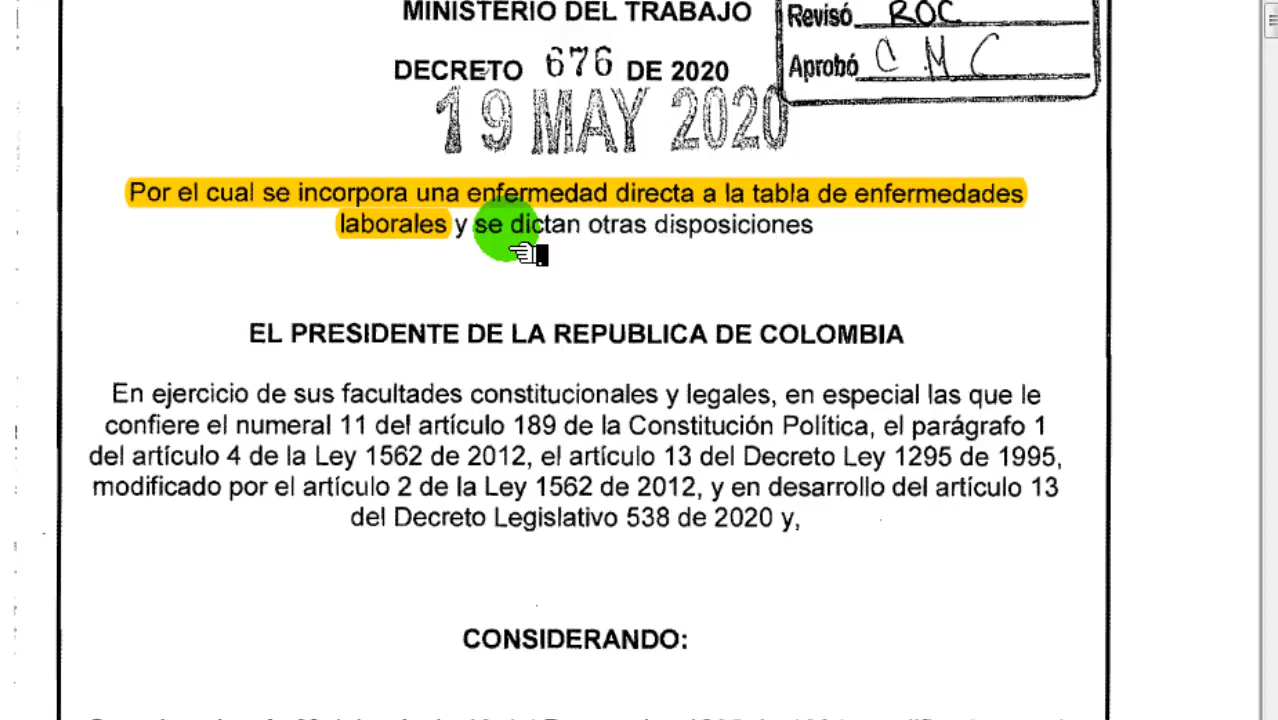 MINISTERIO DEL TRABAJO
Revisó ROC
DECRETO 676 DE 2020
Aprobó C M C
19 MAY 2020
Por el cual se incorpora una enfermedad directa a la tabla de enfermedades
laborales y se dictan otras disposiciones
EL PRESIDENTE DE LA REPUBLICA DE COLOMBIA
En ejercicio de sus facultades constitucionales y legales, en especial las que le
confiere el numeral 11 del artículo 189 de la Constitución Política, el parágrafo 1
del artículo 4 de la Ley 1562 de 2012, el artículo 13 del Decreto Ley 1295 de 1995,
modificado por el artículo 2 de la Ley 1562 de 2012, y en desarrollo del artículo 13
del Decreto Legislativo 538 de 2020 y,
CONSIDERANDO: